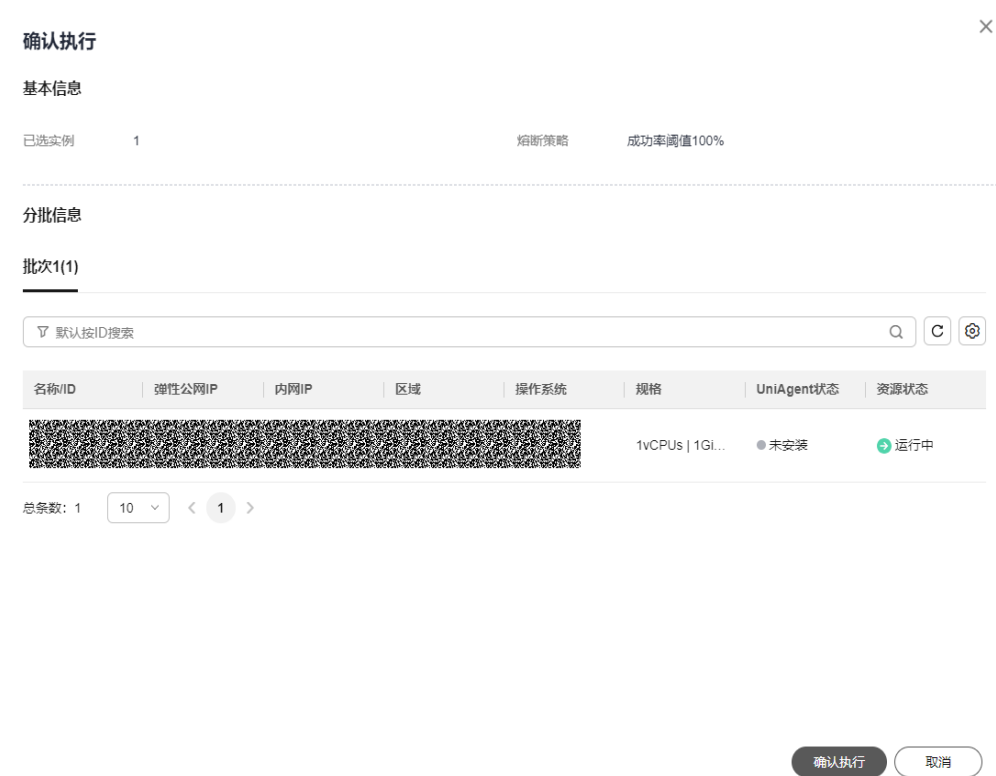 确认执行
基本信息
已选实例 1 熔断策略 成功率阈值100%
分批信息
批次1(1)
默认按ID搜索
名称/ID 弹性公网IP 内网IP 区域 操作系统 规格 UniAgent状态 资源状态
1vCPUs | 1Gi... 未安装 运行中
总条数: 1 10 1
确认执行 取消